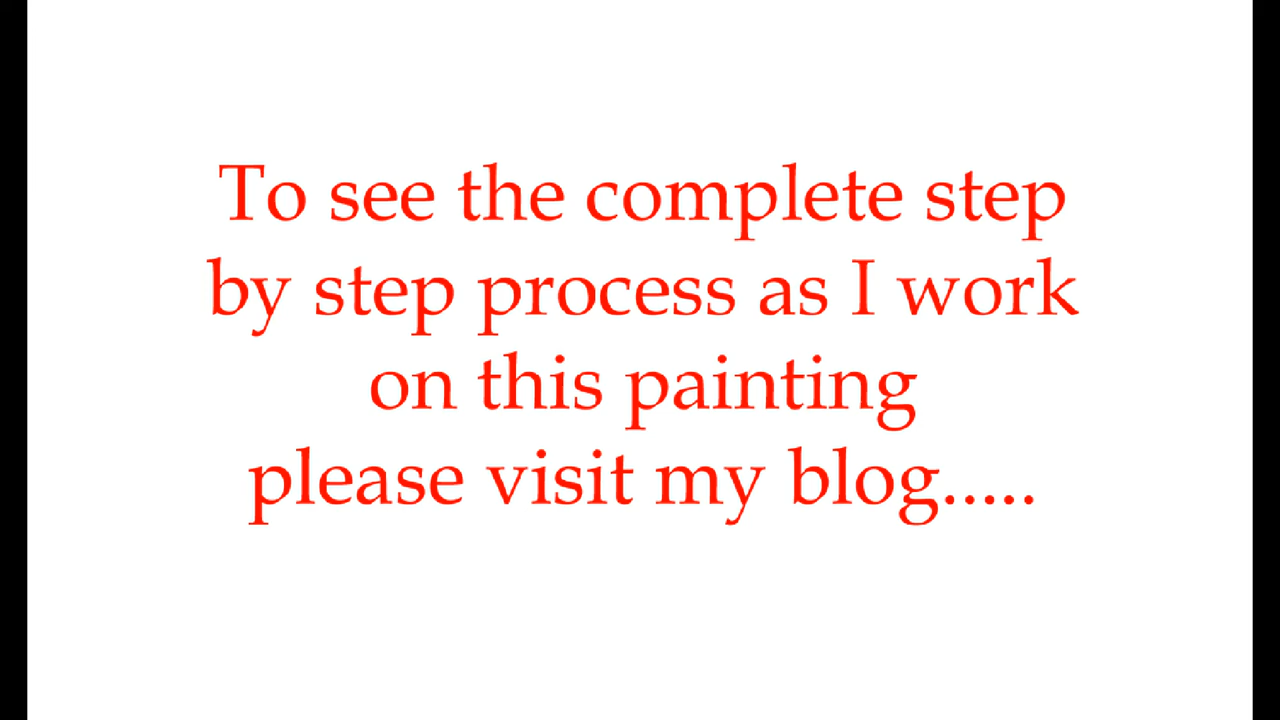 To see the complete step
by step process as I work
on this painting
please visit my blog.....